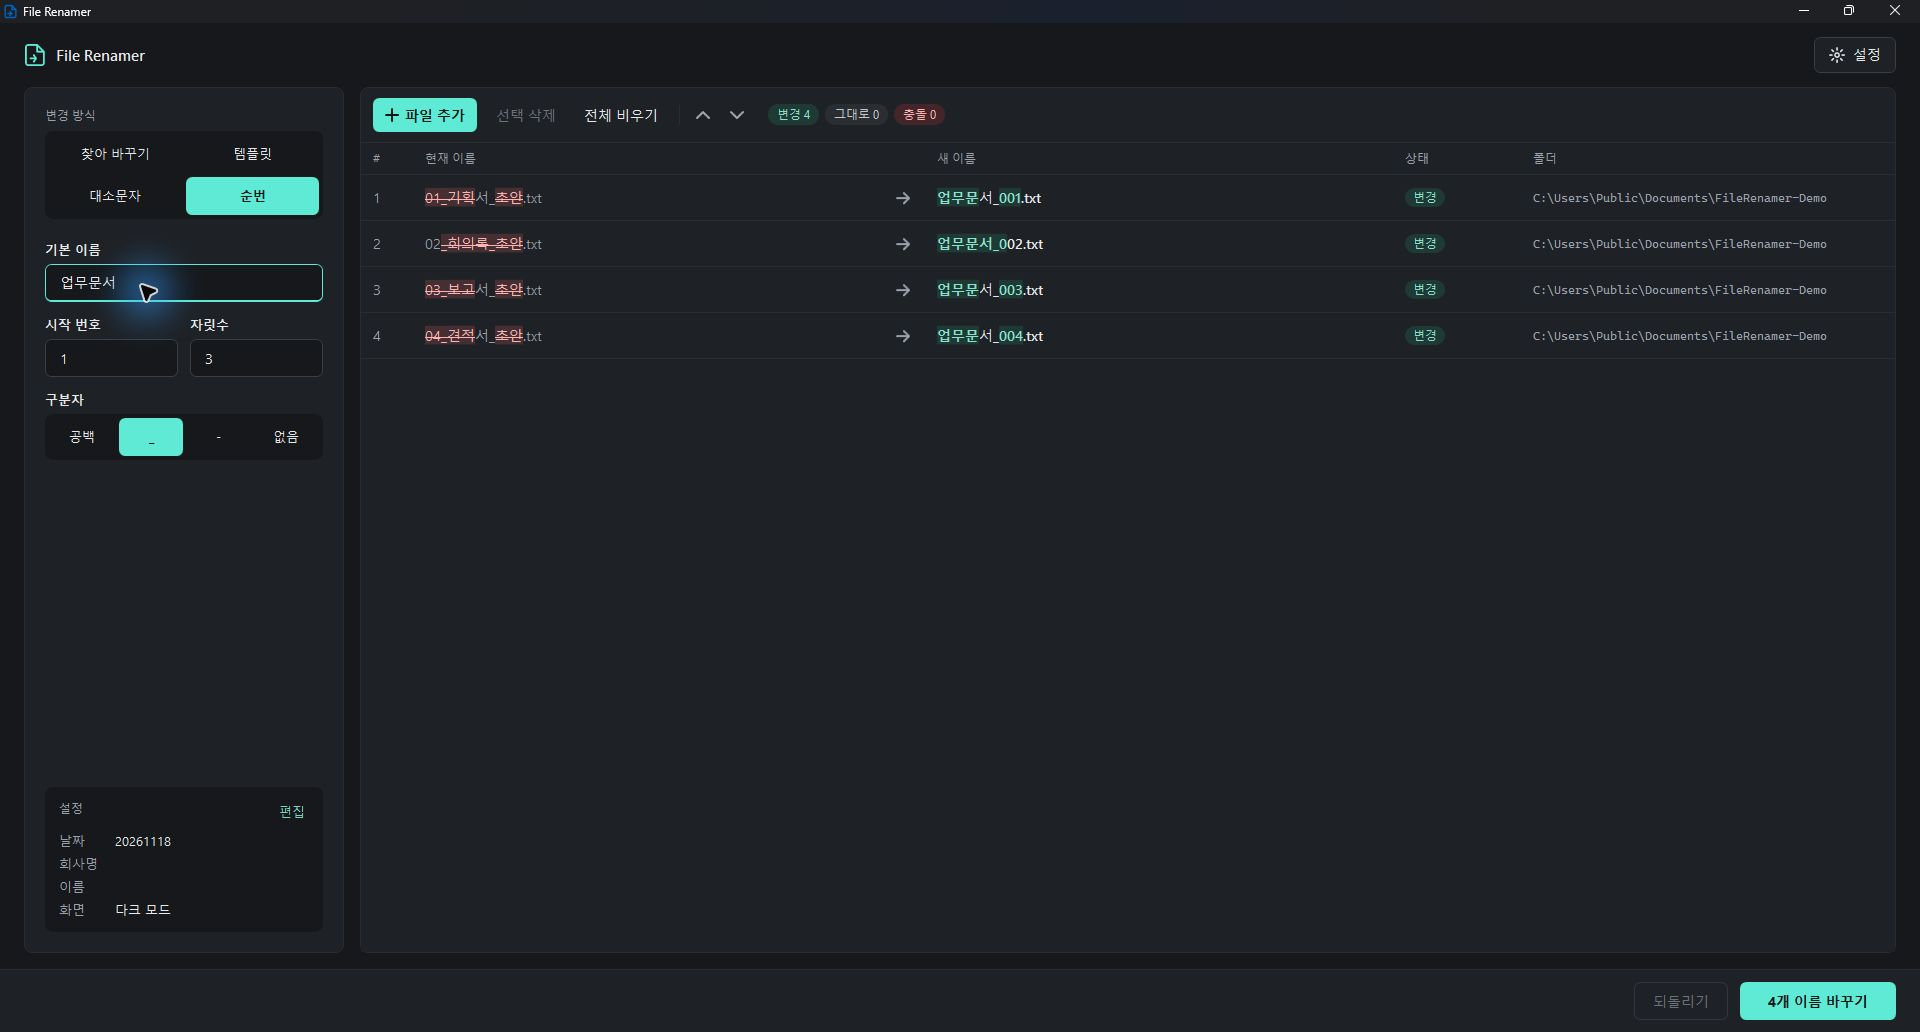 File Renamer
File Renamer
설정
변경 방식
찾아 바꾸기 템플릿
대소문자 순번
기본 이름
업무문서
시작 번호 자릿수
1 3
구분자
공백 _ - 없음
설정 편집
날짜 20261118
회사명
이름
화면 다크 모드
파일 추가 선택 삭제 전체 비우기 변경 4 그대로 0 충돌 0
# 현재 이름 새 이름 상태 폴더
1 01_기획서_초안.txt → 업무문서_001.txt 변경 C:\Users\Public\Documents\FileRenamer-Demo
2 02_회의록_초안.txt → 업무문서_002.txt 변경 C:\Users\Public\Documents\FileRenamer-Demo
3 03_보고서_초안.txt → 업무문서_003.txt 변경 C:\Users\Public\Documents\FileRenamer-Demo
4 04_견적서_초안.txt → 업무문서_004.txt 변경 C:\Users\Public\Documents\FileRenamer-Demo
되돌리기 4개 이름 바꾸기